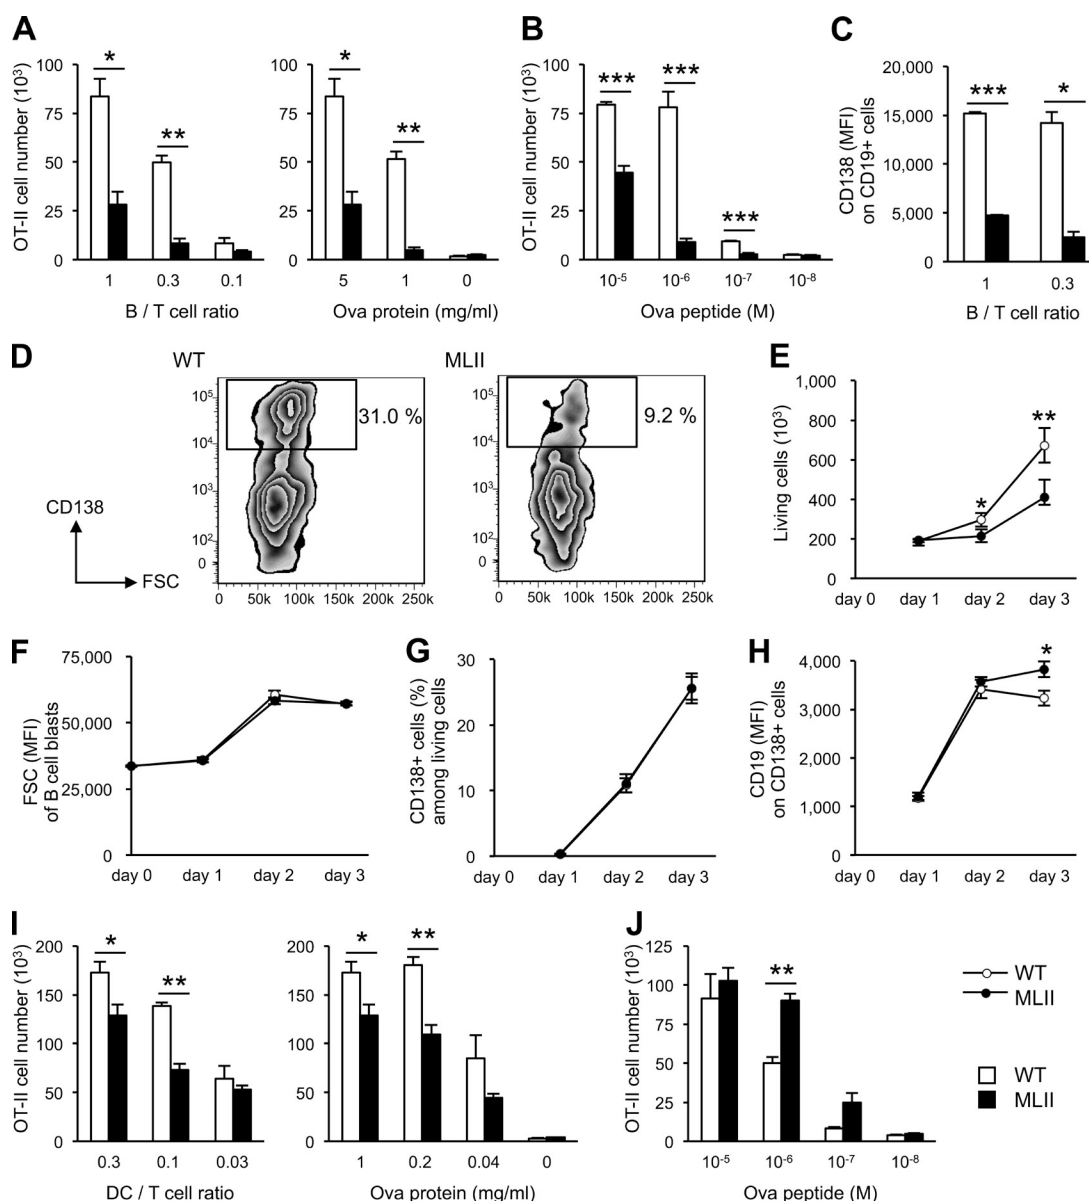 A
OT-II cell number (10³)
100
75
50
25
0
*
**
1
0.3
0.1
B / T cell ratio
100
75
50
25
0
*
**
5
1
0
Ova protein (mg/ml)
B
OT-II cell number (10³)
100
75
50
25
0
***
***
***
10⁻⁵
10⁻⁶
10⁻⁷
10⁻⁸
Ova peptide (M)
C
CD138 (MFI)
on CD19+ cells
20,000
15,000
10,000
5,000
0
***
*
1
0.3
B / T cell ratio
D
WT
10⁵
10⁴
10³
10²
0
31.0 %
0 50k 100k 150k 200k 250k
MLII
10⁵
10⁴
10³
10²
0
9.2 %
0 50k 100k 150k 200k 250k
CD138
FSC
E
Living cells (10³)
1,000
800
600
400
200
0
*
**
day 0 day 1 day 2 day 3
F
FSC (MFI)
of B cell blasts
75,000
50,000
25,000
0
day 0 day 1 day 2 day 3
G
CD138+ cells (%)
among living cells
30
20
10
0
day 0 day 1 day 2 day 3
H
CD19 (MFI)
on CD138+ cells
4,000
3,000
2,000
1,000
0
*
day 0 day 1 day 2 day 3
I
OT-II cell number (10³)
200
150
100
50
0
*
**
0.3
0.1
0.03
DC / T cell ratio
200
150
100
50
0
*
**
1
0.2
0.04
0
Ova protein (mg/ml)
J
OT-II cell number (10³)
125
100
75
50
25
0
**
10⁻⁵
10⁻⁶
10⁻⁷
10⁻⁸
Ova peptide (M)
WT
MLII
WT
MLII